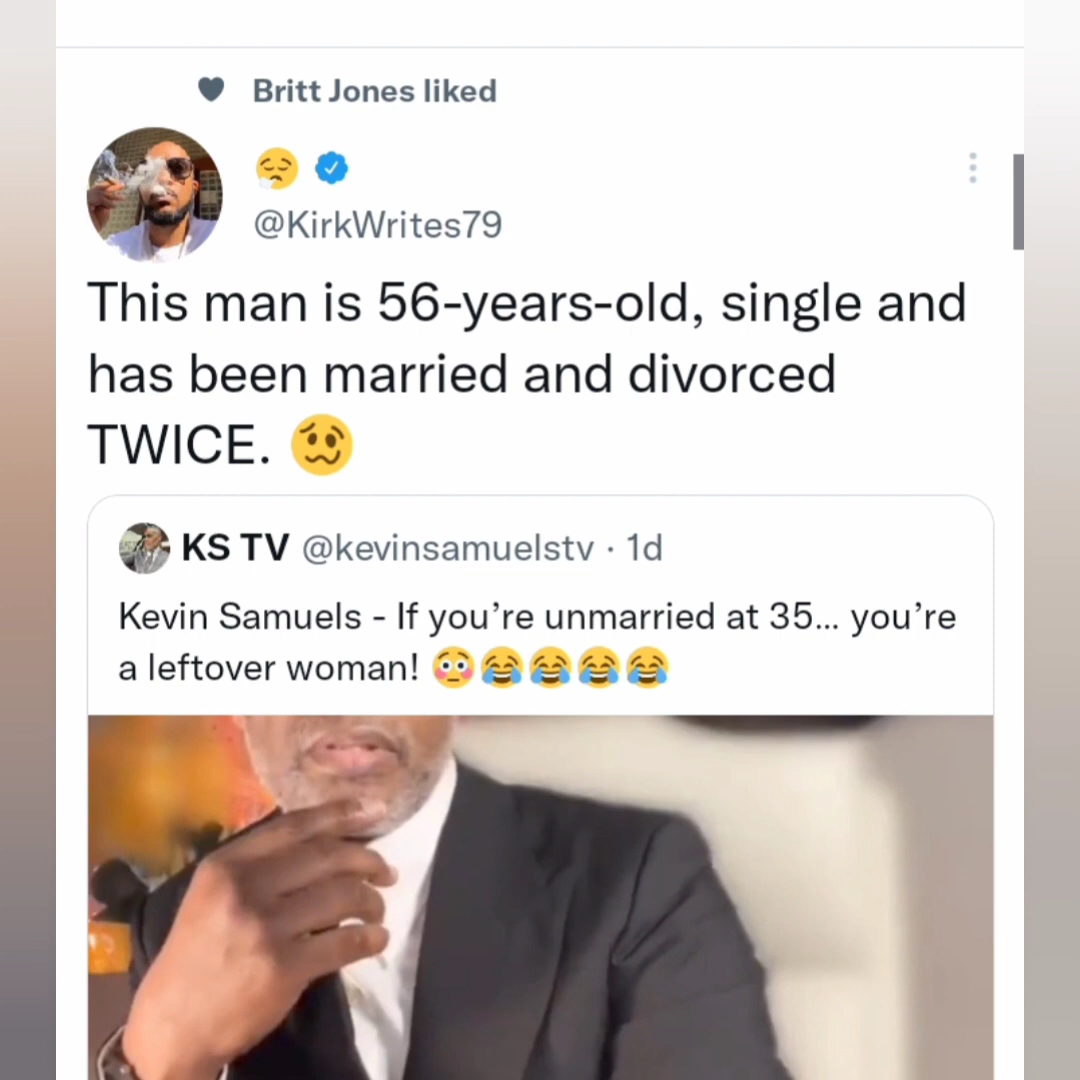 Britt Jones liked
😮‍💨
@KirkWrites79
This man is 56-years-old, single and
has been married and divorced
TWICE. 🥴
KS TV @kevinsamuelstv · 1d
Kevin Samuels - If you’re unmarried at 35... you’re
a leftover woman! 😳😂😂😂😂